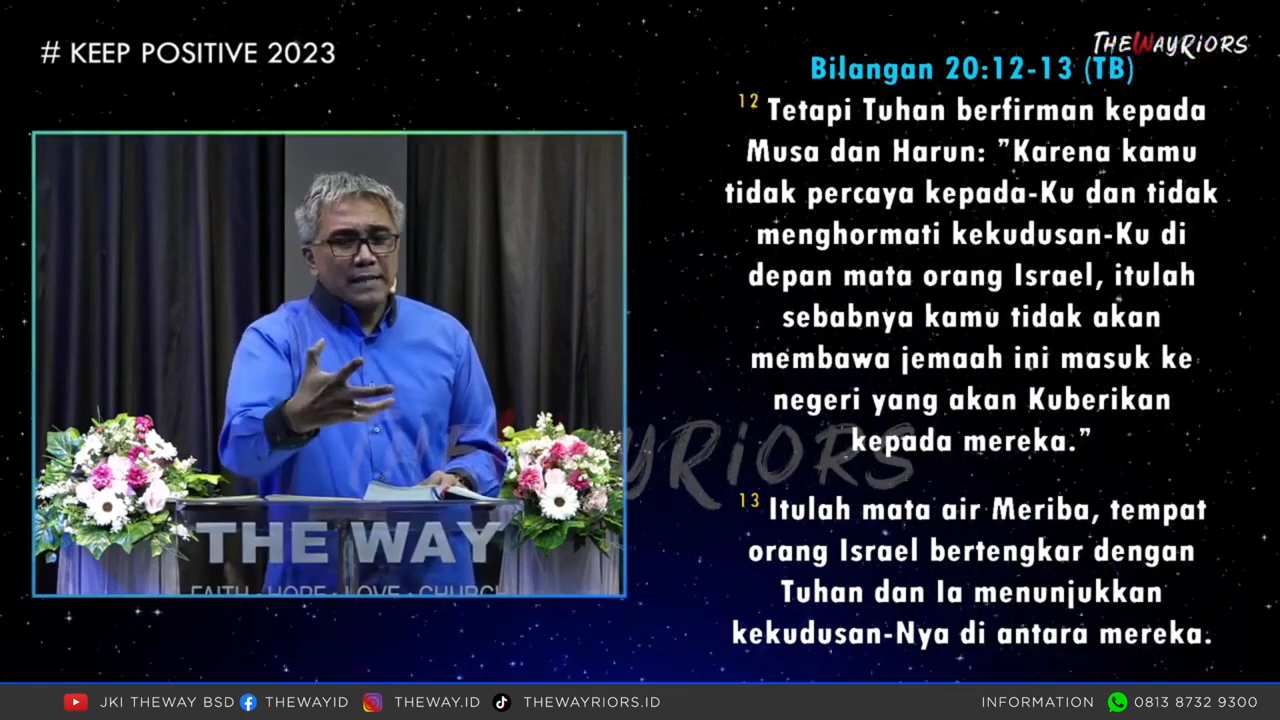 # KEEP POSITIVE 2023
THEWAYRIORS
Bilangan 20:12-13 (TB)
12 Tetapi Tuhan berfirman kepada
Musa dan Harun: ”Karena kamu
tidak percaya kepada-Ku dan tidak
menghormati kekudusan-Ku di
depan mata orang Israel, itulah
sebabnya kamu tidak akan
membawa jemaah ini masuk ke
negeri yang akan Kuberikan
kepada mereka.”
13 Itulah mata air Meriba, tempat
orang Israel bertengkar dengan
Tuhan dan Ia menunjukkan
kekudusan-Nya di antara mereka.
THE WAY
FAITH · HOPE · LOVE · CHURCH
JKI THEWAY BSD THEWAYID THEWAY.ID THEWAYRIORS.ID INFORMATION 0813 8732 9300